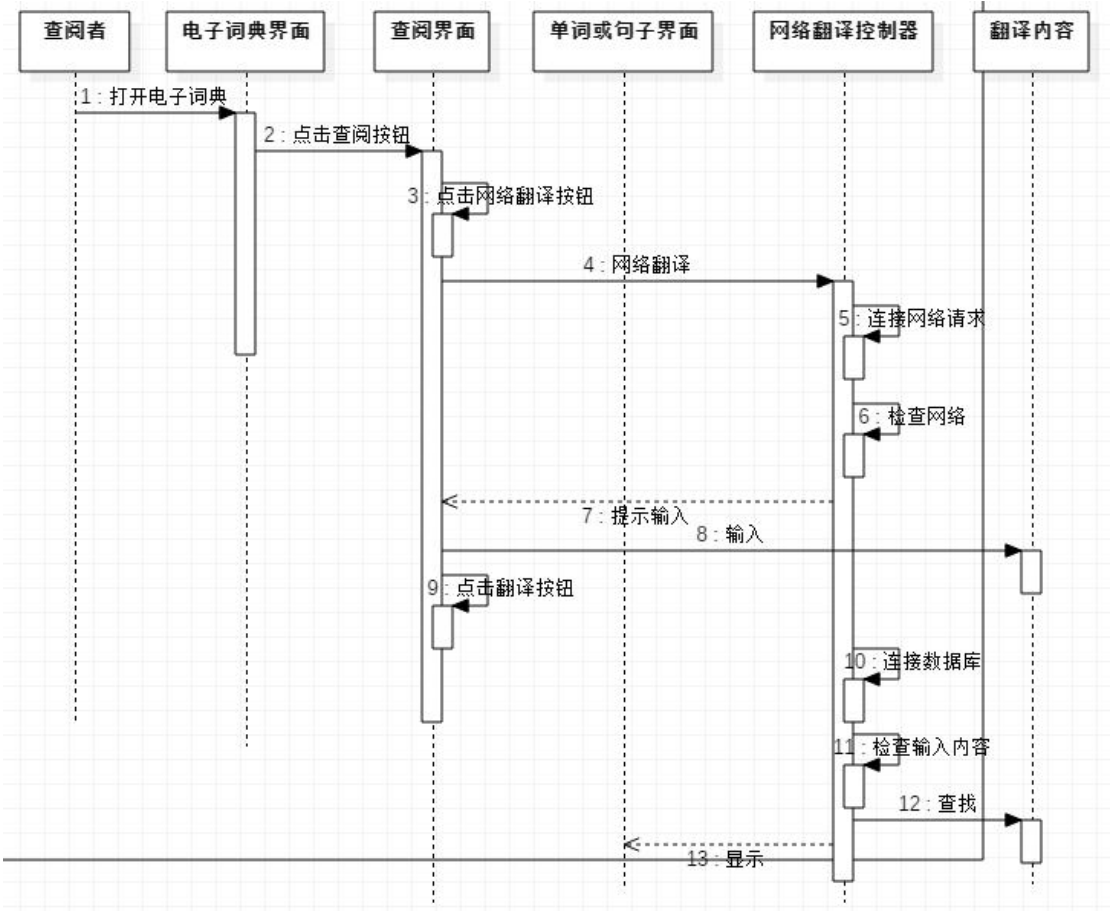 查阅者
电子词典界面
查阅界面
单词或句子界面
网络翻译控制器
翻译内容
1 : 打开电子词典
2 : 点击查阅按钮
3 : 点击网络翻译按钮
4 : 网络翻译
5 : 连接网络请求
6 : 检查网络
7 : 提示输入
8 : 输入
9 : 点击翻译按钮
10 : 连接数据库
11 : 检查输入内容
12 : 查找
13 : 显示